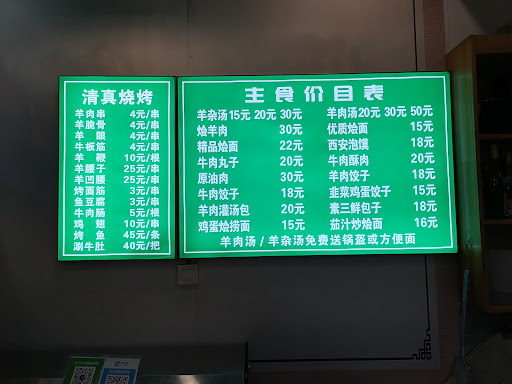 清真烧烤
羊肉串 4元/串
羊脆骨 4元/串
羊眼 4元/串
牛板筋 4元/串
羊鞭 10元/根
羊腰子 25元/串
羊凹腰 25元/串
烤面筋 3元/串
鱼豆腐 3元/串
牛肉肠 5元/根
鸡翅 10元/串
烤鱼 45元/条
涮牛肚 40元/把
主食价目表
羊杂汤15元 20元 30元 羊肉汤20元 30元 50元
烩羊肉 30元 优质烩面 15元
精品烩面 22元 西安泡馍 18元
牛肉丸子 20元 牛肉酥肉 20元
原油肉 30元 羊肉饺子 18元
牛肉饺子 18元 韭菜鸡蛋饺子 15元
羊肉灌汤包 20元 素三鲜包子 18元
鸡蛋烩捞面 15元 茄汁炒烩面 16元
羊肉汤/羊杂汤免费送锅盔或方便面